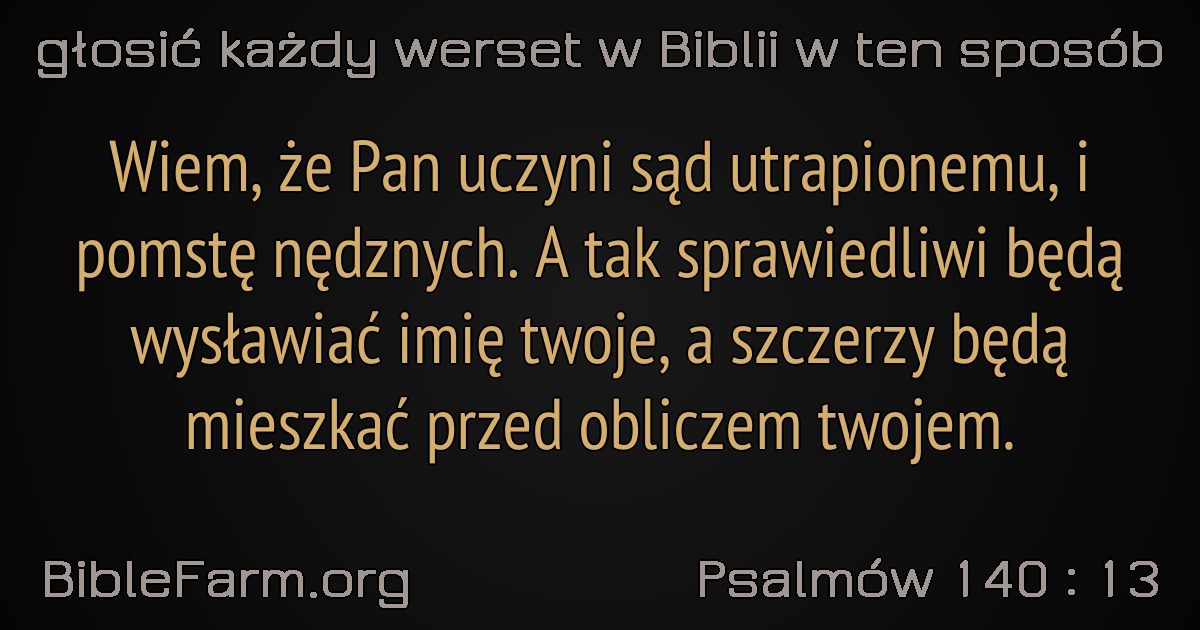 głosić każdy werset w Biblii w ten sposób
Wiem, że Pan uczyni sąd utrapionemu, i
pomstę nędznych. A tak sprawiedliwi będą
wysławiać imię twoje, a szczerzy będą
mieszkać przed obliczem twojem.
BibleFarm.org
Psalmów 140 : 13